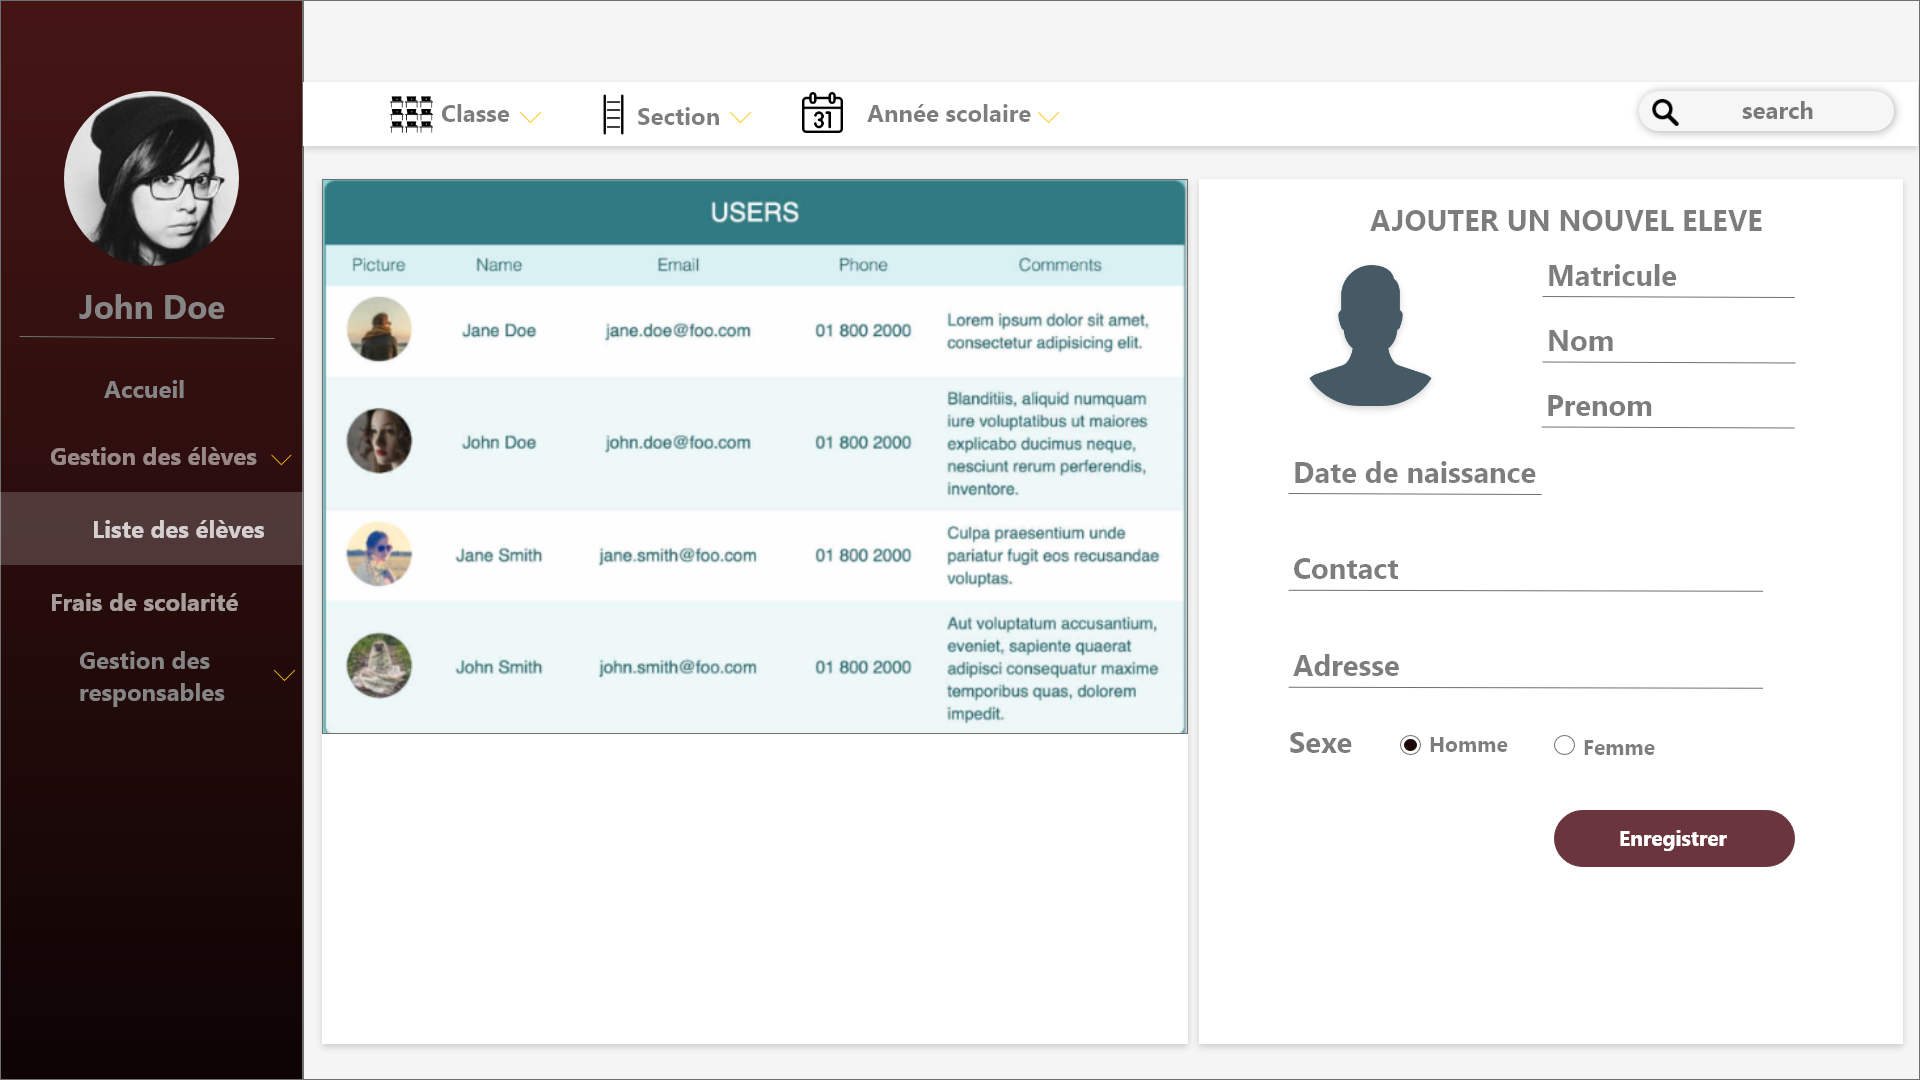 John Doe
Accueil
Gestion des élèves
Liste des élèves
Frais de scolarité
Gestion des
responsables
Classe
Section
31
Année scolaire
search
USERS
Picture Name Email Phone Comments
Jane Doe jane.doe@foo.com 01 800 2000
Lorem ipsum dolor sit amet,
consectetur adipisicing elit.
John Doe john.doe@foo.com 01 800 2000
Blanditiis, aliquid numquam
iure voluptatibus ut maiores
explicabo ducimus neque,
nesciunt rerum perferendis,
inventore.
Jane Smith jane.smith@foo.com 01 800 2000
Culpa praesentium unde
pariatur fugit eos recusandae
voluptas.
John Smith john.smith@foo.com 01 800 2000
Aut voluptatum accusantium,
eveniet, sapiente quaerat
adipisci consequatur maxime
temporibus quas, dolorem
impedit.
AJOUTER UN NOUVEL ELEVE
Matricule
Nom
Prenom
Date de naissance
Contact
Adresse
Sexe Homme Femme
Enregistrer